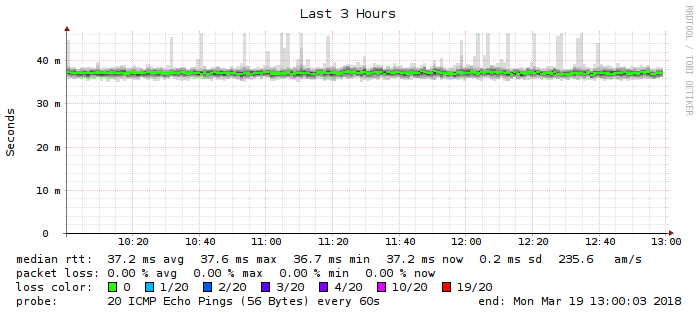 Last 3 Hours
RRDTOOL / TOBI OETIKER
Seconds
40 m
30 m
20 m
10 m
0
10:20 10:40 11:00 11:20 11:40 12:00 12:20 12:40 13:00
median rtt: 37.2 ms avg 37.6 ms max 36.7 ms min 37.2 ms now 0.2 ms sd 235.6 am/s
packet loss: 0.00 % avg 0.00 % max 0.00 % min 0.00 % now
loss color: 0 1/20 2/20 3/20 4/20 10/20 19/20
probe: 20 ICMP Echo Pings (56 Bytes) every 60s end: Mon Mar 19 13:00:03 2018